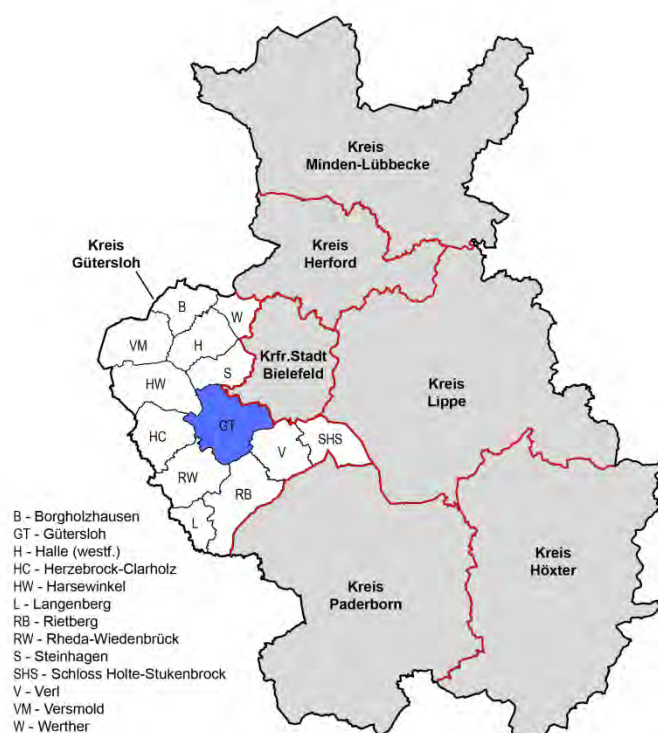 Kreis
Minden-Lübbecke
Kreis
Herford
Kreis
Gütersloh
B
W
VM
H
Krfr.Stadt
Bielefeld
S
HW
Kreis
Lippe
GT
HC
V
SHS
RW
RB
L
Kreis
Höxter
Kreis
Paderborn
B - Borgholzhausen
GT - Gütersloh
H - Halle (westf.)
HC - Herzebrock-Clarholz
HW - Harsewinkel
L - Langenberg
RB - Rietberg
RW - Rheda-Wiedenbrück
S - Steinhagen
SHS - Schloss Holte-Stukenbrock
V - Verl
VM - Versmold
W - Werther